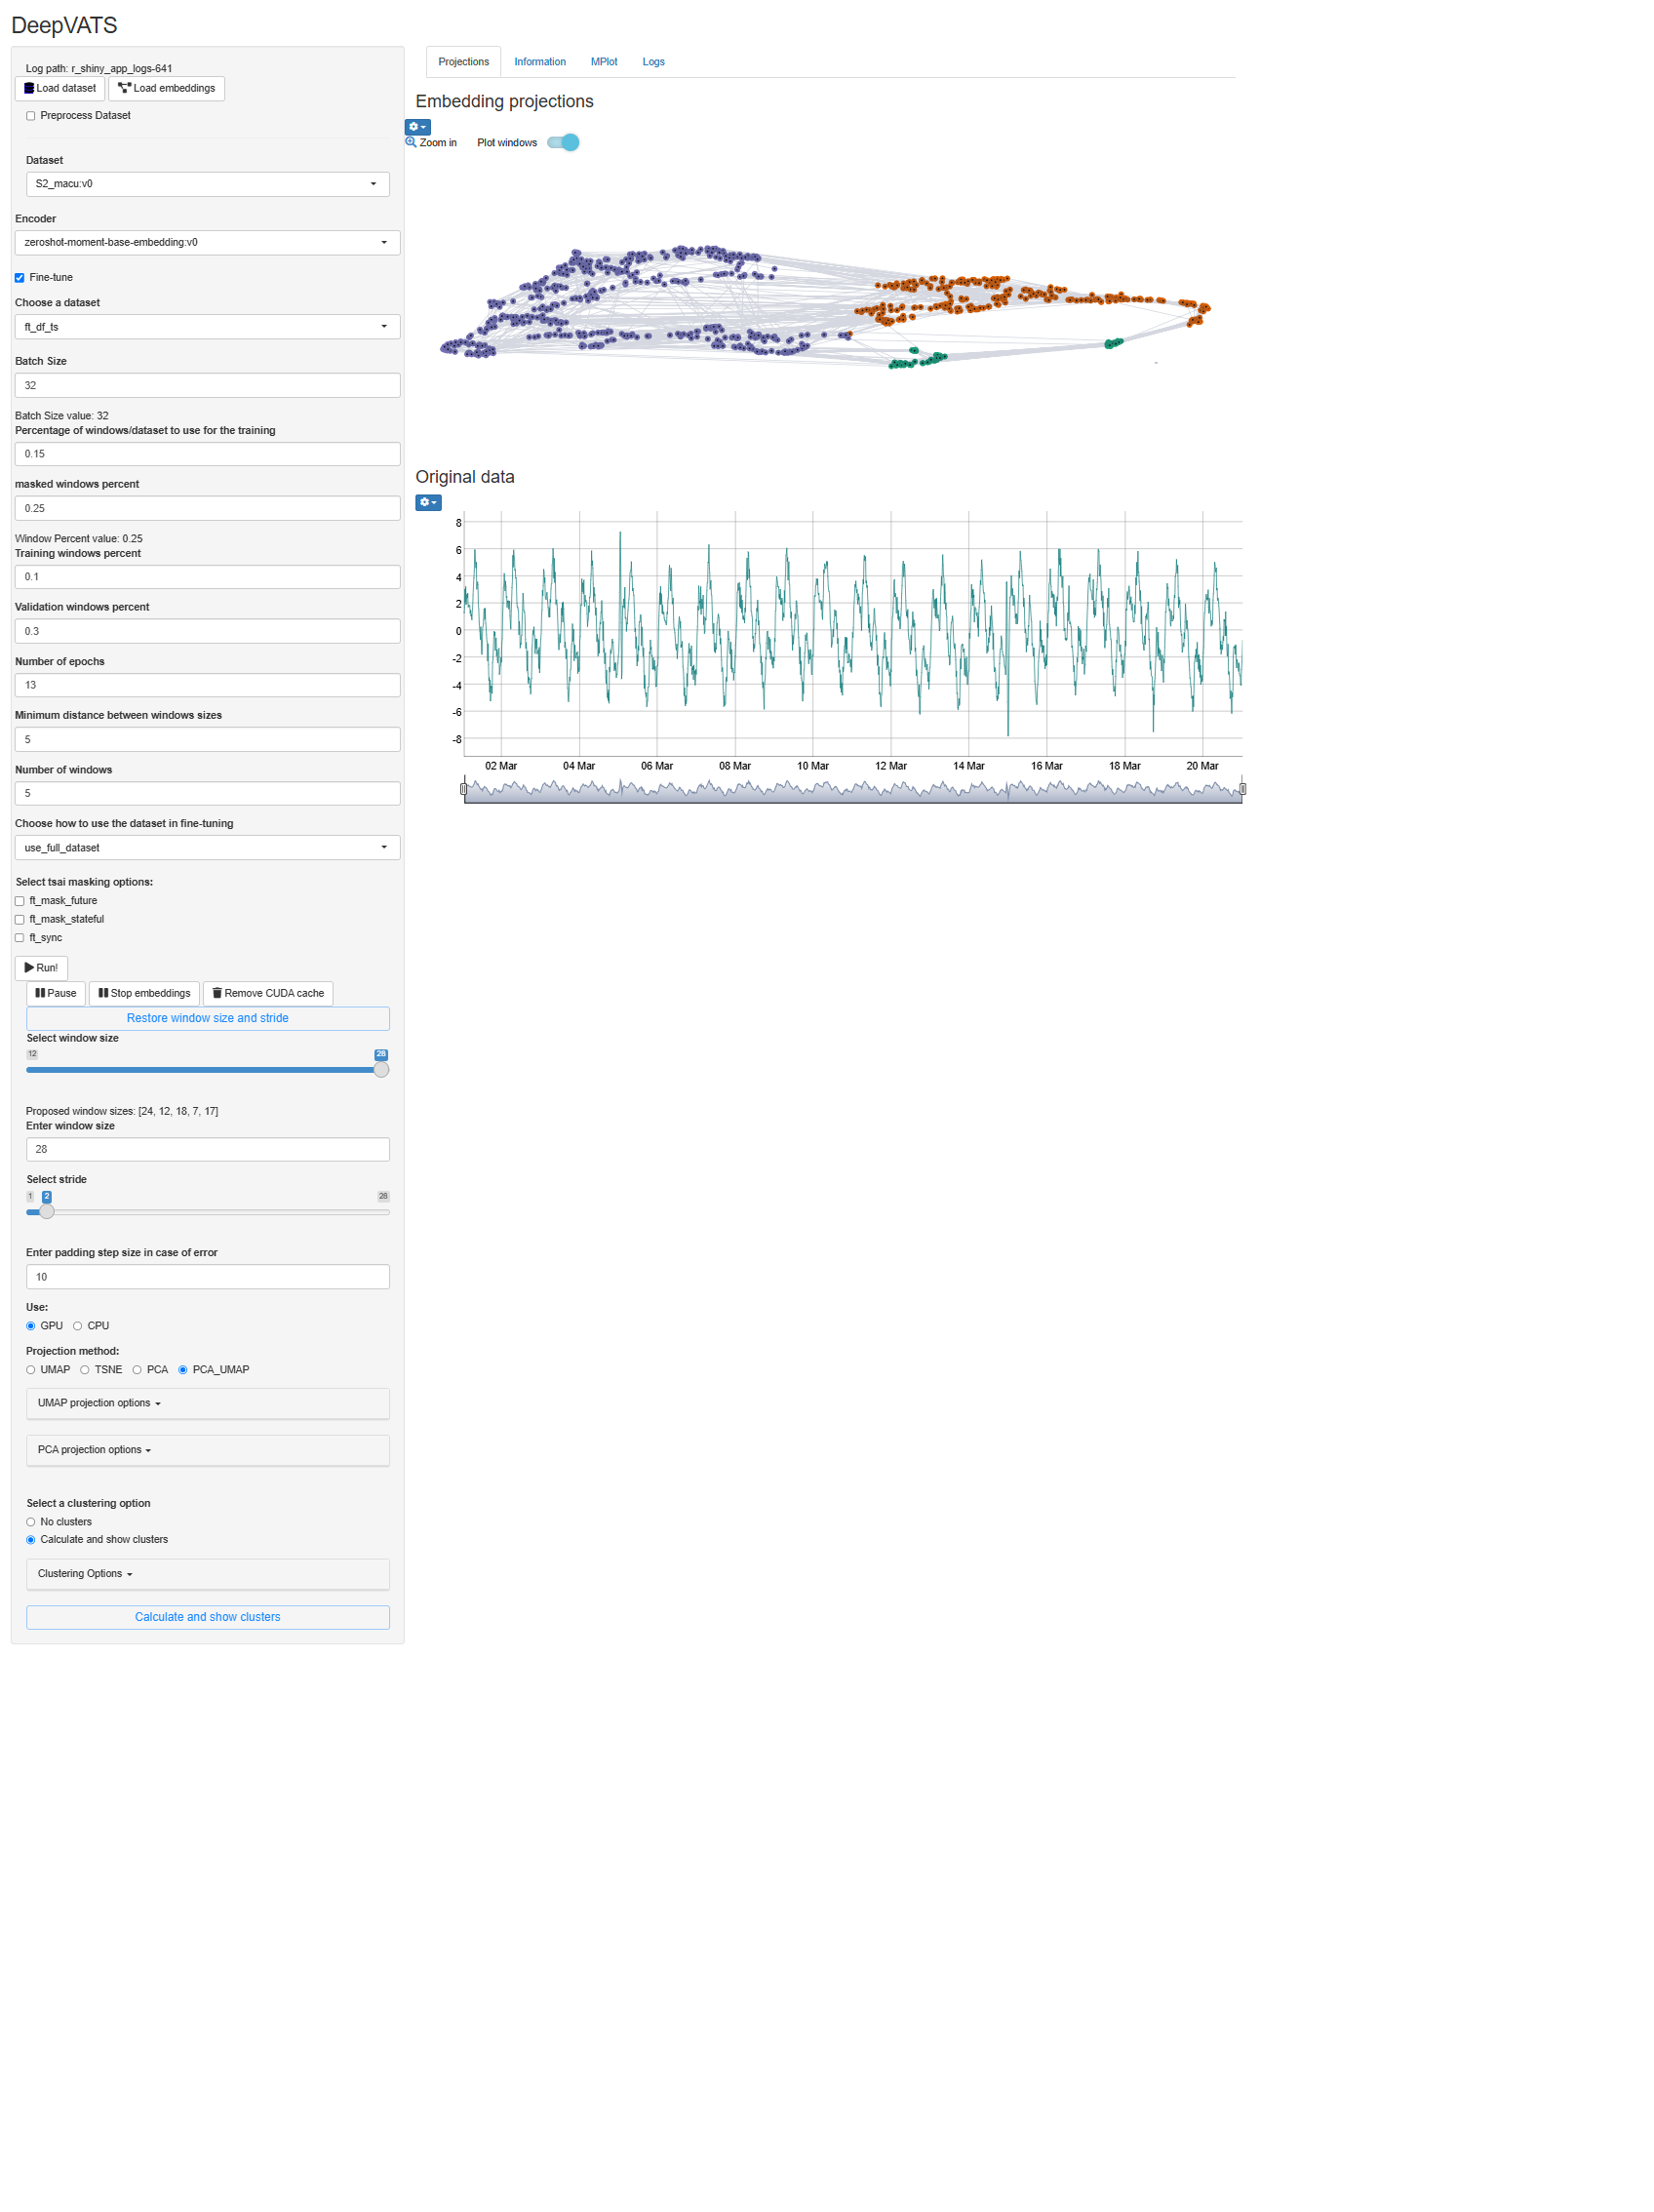 DeepVATS
Log path: r_shiny_app_logs-641
Load dataset Load embeddings
Preprocess Dataset
Dataset
S2_macu:v0
Encoder
zeroshot-moment-base-embedding:v0
Fine-tune
Choose a dataset
ft_df_ts
Batch Size
32
Batch Size value: 32
Percentage of windows/dataset to use for the training
0.15
masked windows percent
0.25
Window Percent value: 0.25
Training windows percent
0.1
Validation windows percent
0.3
Number of epochs
13
Minimum distance between windows sizes
5
Number of windows
5
Choose how to use the dataset in fine-tuning
use_full_dataset
Select tsai masking options:
ft_mask_future
ft_mask_stateful
ft_sync
Run!
Pause Stop embeddings Remove CUDA cache
Restore window size and stride
Select window size
12 28
Proposed window sizes: [24, 12, 18, 7, 17]
Enter window size
28
Select stride
1 2 28
Enter padding step size in case of error
10
Use:
GPU CPU
Projection method:
UMAP TSNE PCA PCA_UMAP
UMAP projection options
PCA projection options
Select a clustering option
No clusters
Calculate and show clusters
Clustering Options
Calculate and show clusters
Projections Information MPlot Logs
Embedding projections
Zoom in Plot windows
Original data
8
6
4
2
0
-2
-4
-6
-8
02 Mar 04 Mar 06 Mar 08 Mar 10 Mar 12 Mar 14 Mar 16 Mar 18 Mar 20 Mar